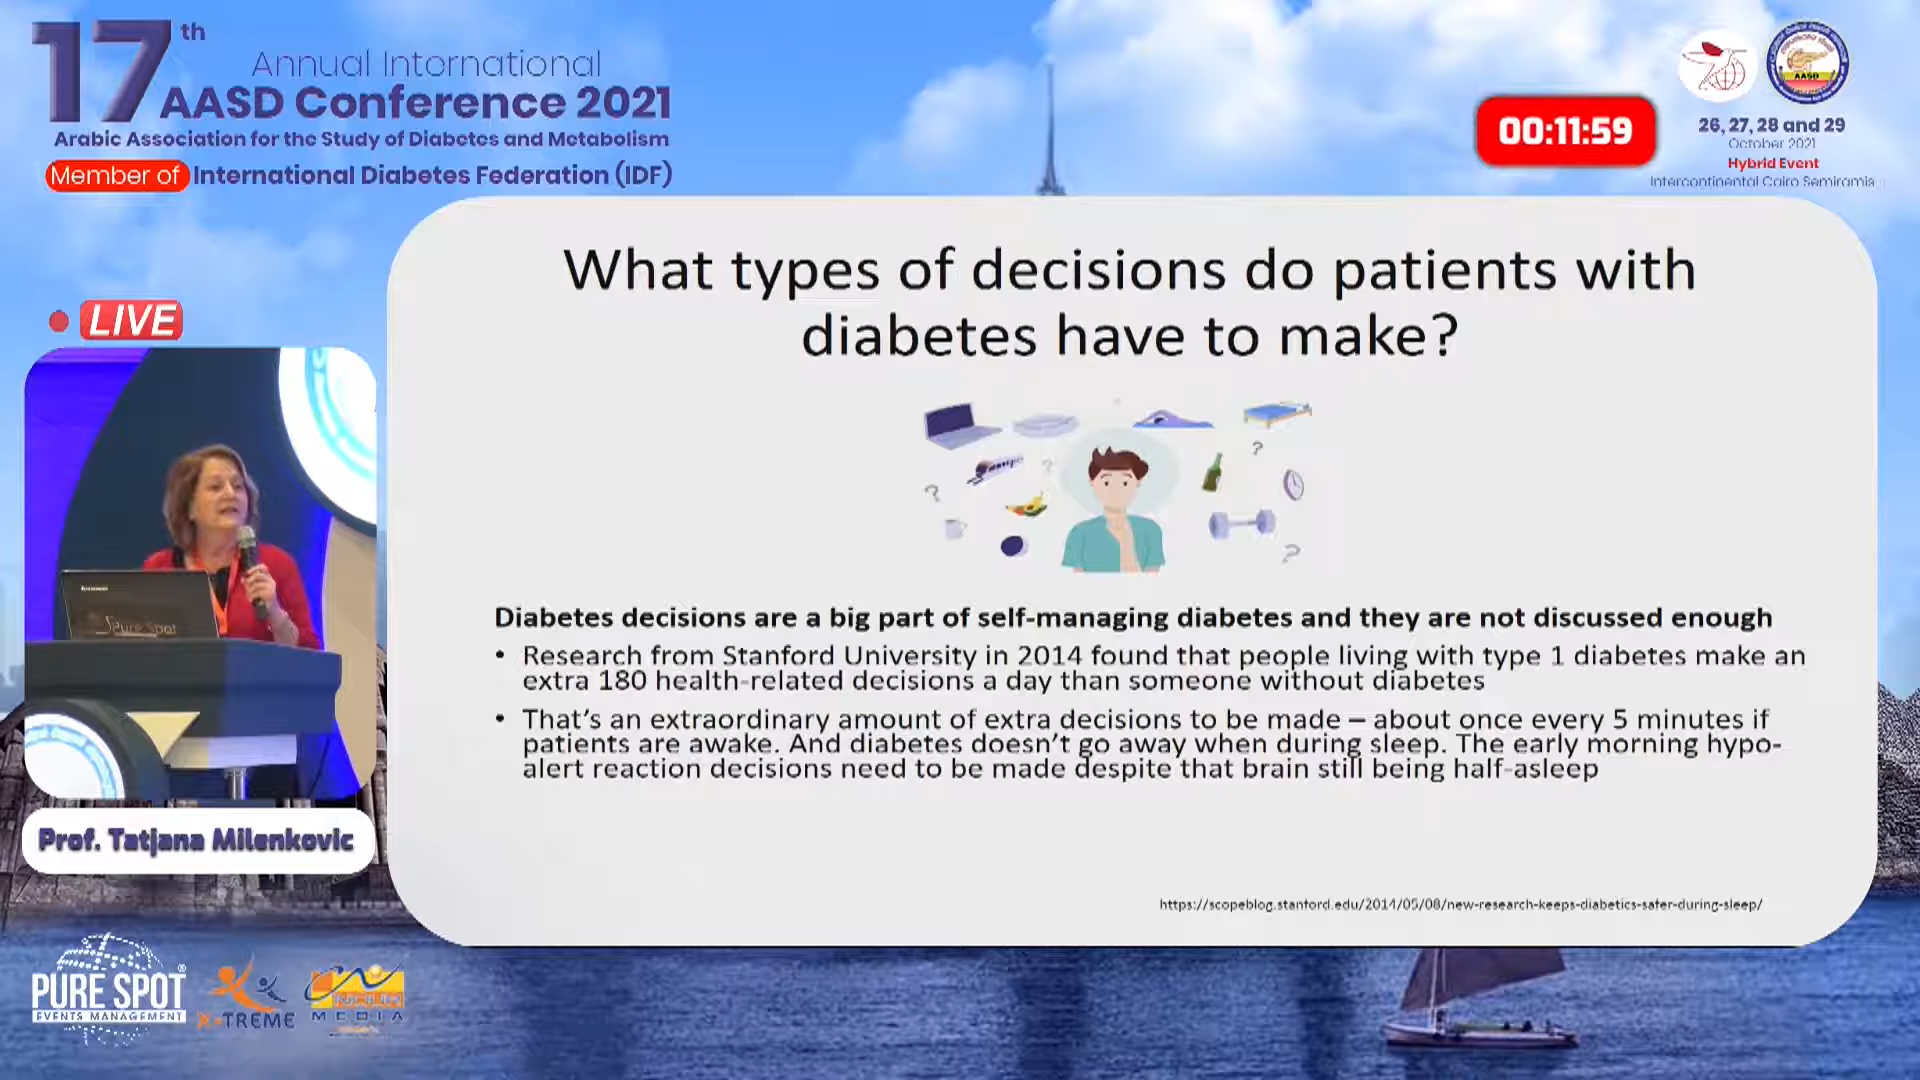 17th
Annual International
AASD Conference 2021
Arabic Association for the Study of Diabetes and Metabolism
Member of International Diabetes Federation (IDF)
00:11:59
AASD
26, 27, 28 and 29
October 2021
Hybrid Event
Intercontinental Cairo Semiramis
LIVE
What types of decisions do patients with
diabetes have to make?
?
?
?
?
Diabetes decisions are a big part of self-managing diabetes and they are not discussed enough
• Research from Stanford University in 2014 found that people living with type 1 diabetes make an
extra 180 health-related decisions a day than someone without diabetes
• That's an extraordinary amount of extra decisions to be made – about once every 5 minutes if
patients are awake. And diabetes doesn't go away when during sleep. The early morning hypo-
alert reaction decisions need to be made despite that brain still being half-asleep
https://scopeblog.stanford.edu/2014/05/08/new-research-keeps-diabetics-safer-during-sleep/
lenovo
Pure Spot
Prof. Tatjana Milenkovic
PURE SPOT®
EVENTS MANAGEMENT
X-TREME
MEDIA